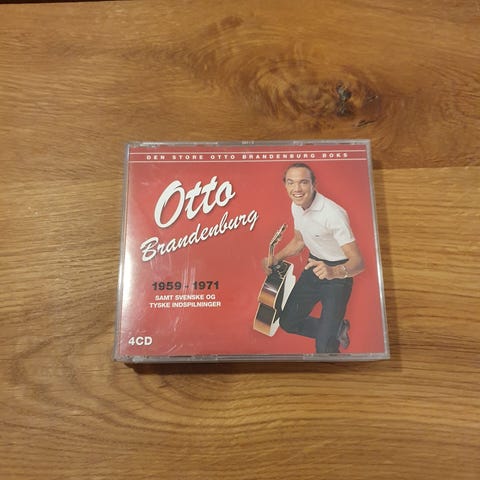 DEN STORE OTTO BRANDENBURG BOKS
Otto
Brandenburg
1959 - 1971
SAMT SVENSKE OG
TYSKE INDSPILNINGER
4CD